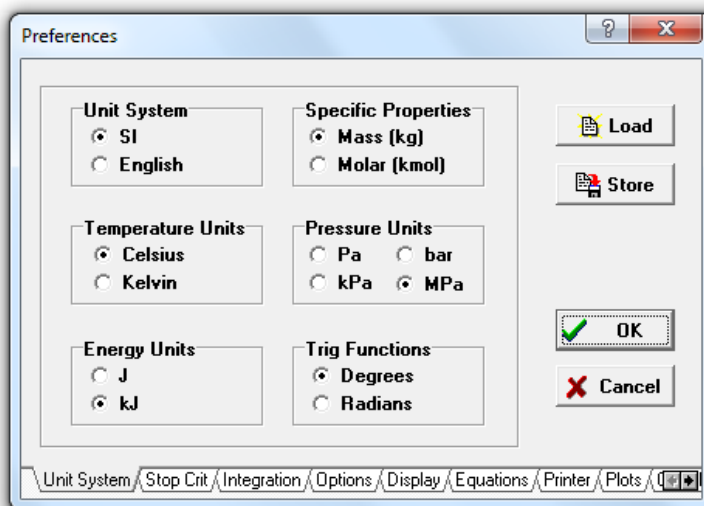 Preferences
Unit System
SI
English
Specific Properties
Mass (kg)
Molar (kmol)
Load
Store
Temperature Units
Celsius
Kelvin
Pressure Units
Pa
bar
kPa
MPa
Energy Units
J
kJ
Trig Functions
Degrees
Radians
OK
Cancel
Unit System Stop Crit Integration Options Display Equations Printer Plots